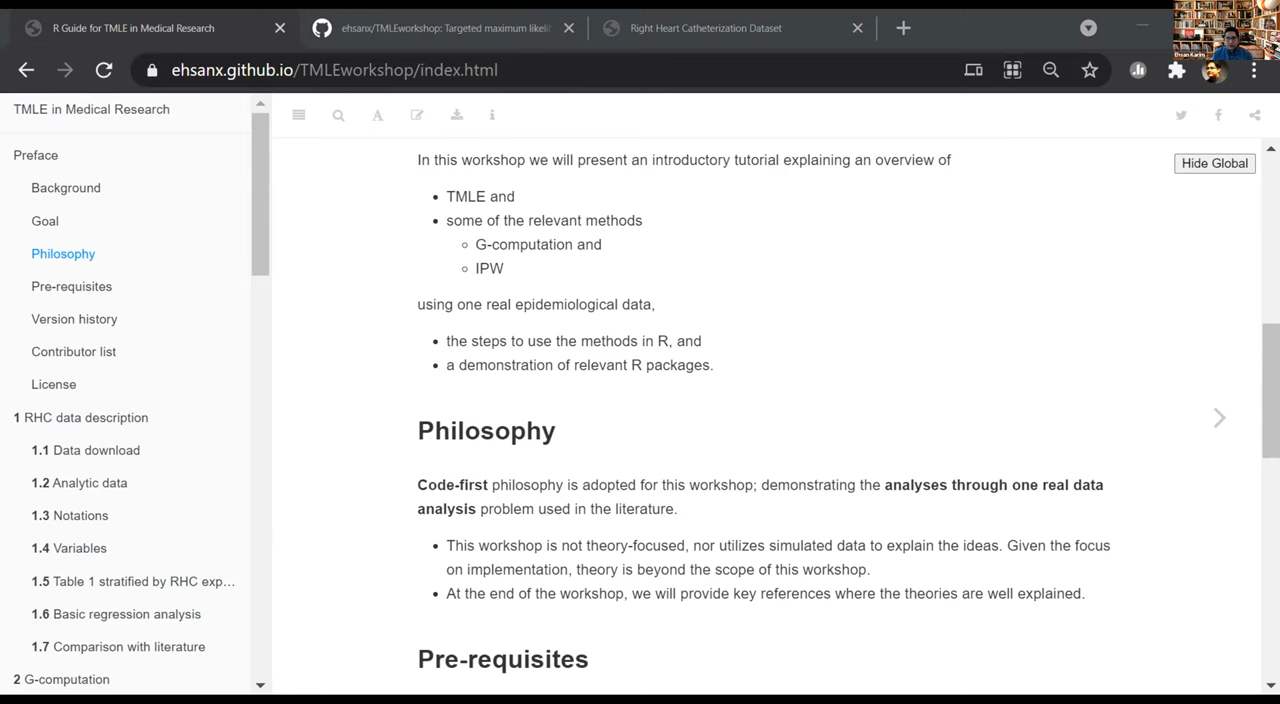 R Guide for TMLE in Medical Research
ehsanx/TMLEworkshop: Targeted maximum likeli
Right Heart Catheterization Dataset
ehsanx.github.io/TMLEworkshop/index.html
Ehsan Karim
TMLE in Medical Research
Preface
Background
Goal
Philosophy
Pre-requisites
Version history
Contributor list
License
1 RHC data description
1.1 Data download
1.2 Analytic data
1.3 Notations
1.4 Variables
1.5 Table 1 stratified by RHC exp…
1.6 Basic regression analysis
1.7 Comparison with literature
2 G-computation
Hide Global
In this workshop we will present an introductory tutorial explaining an overview of
• TMLE and
• some of the relevant methods
◦ G-computation and
◦ IPW
using one real epidemiological data,
• the steps to use the methods in R, and
• a demonstration of relevant R packages.
Philosophy
Code-first philosophy is adopted for this workshop; demonstrating the analyses through one real data
analysis problem used in the literature.
• This workshop is not theory-focused, nor utilizes simulated data to explain the ideas. Given the focus
on implementation, theory is beyond the scope of this workshop.
• At the end of the workshop, we will provide key references where the theories are well explained.
Pre-requisites